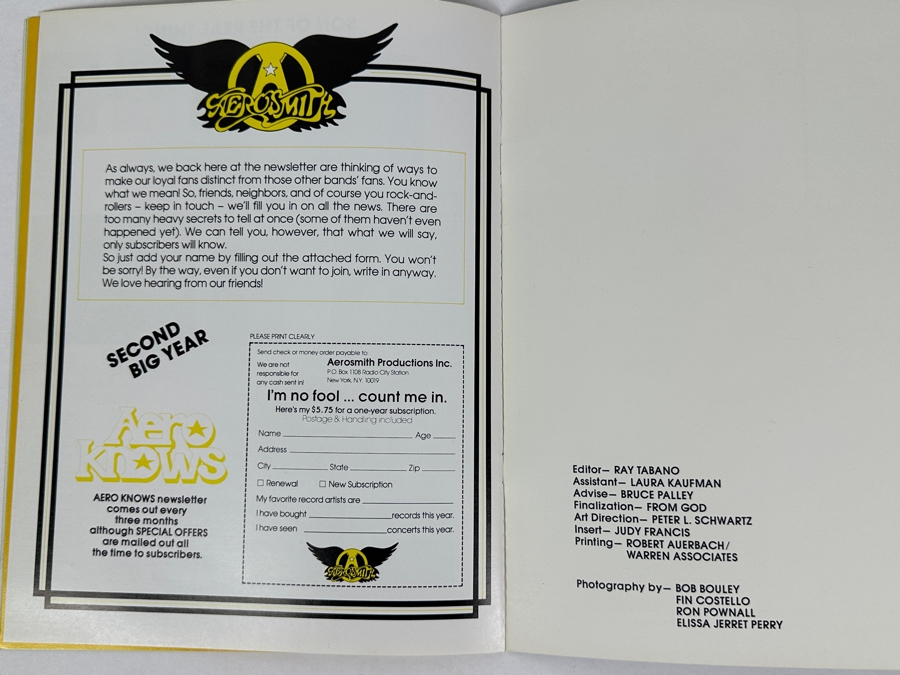 AEROSMITH
As always, we back here at the newsletter are thinking of ways to
make our loyal fans distinct from those other bands' fans. You know
what we mean! So, friends, neighbors, and of course you rock-and-
rollers – keep in touch – we'll fill you in on all the news. There are
too many heavy secrets to tell at once (some of them haven't even
happened yet). We can tell you, however, that what we will say,
only subscribers will know.
So just add your name by filling out the attached form. You won't
be sorry! By the way, even if you don't want to join, write in anyway.
We love hearing from our friends!
SECOND
BIG YEAR
Aero
KNOWS
AERO KNOWS newsletter
comes out every
three months
although SPECIAL OFFERS
are mailed out all
the time to subscribers.
PLEASE PRINT CLEARLY
Send check or money order payable to:
We are not
responsible for
any cash sent in!
Aerosmith Productions Inc.
P.O. Box 1108 Radio City Station
New York, N.Y. 10019
I'm no fool ... count me in.
Here's my $5.75 for a one-year subscription.
Postage & Handling included
Name Age
Address
City State Zip
Renewal New Subscription
My favorite record artists are
I have bought records this year.
I have seen concerts this year.
AEROSMITH
Editor– RAY TABANO
Assistant– LAURA KAUFMAN
Advise– BRUCE PALLEY
Finalization– FROM GOD
Art Direction– PETER L. SCHWARTZ
Insert– JUDY FRANCIS
Printing– ROBERT AUERBACH/
WARREN ASSOCIATES
Photography by– BOB BOULEY
FIN COSTELLO
RON POWNALL
ELISSA JERRET PERRY